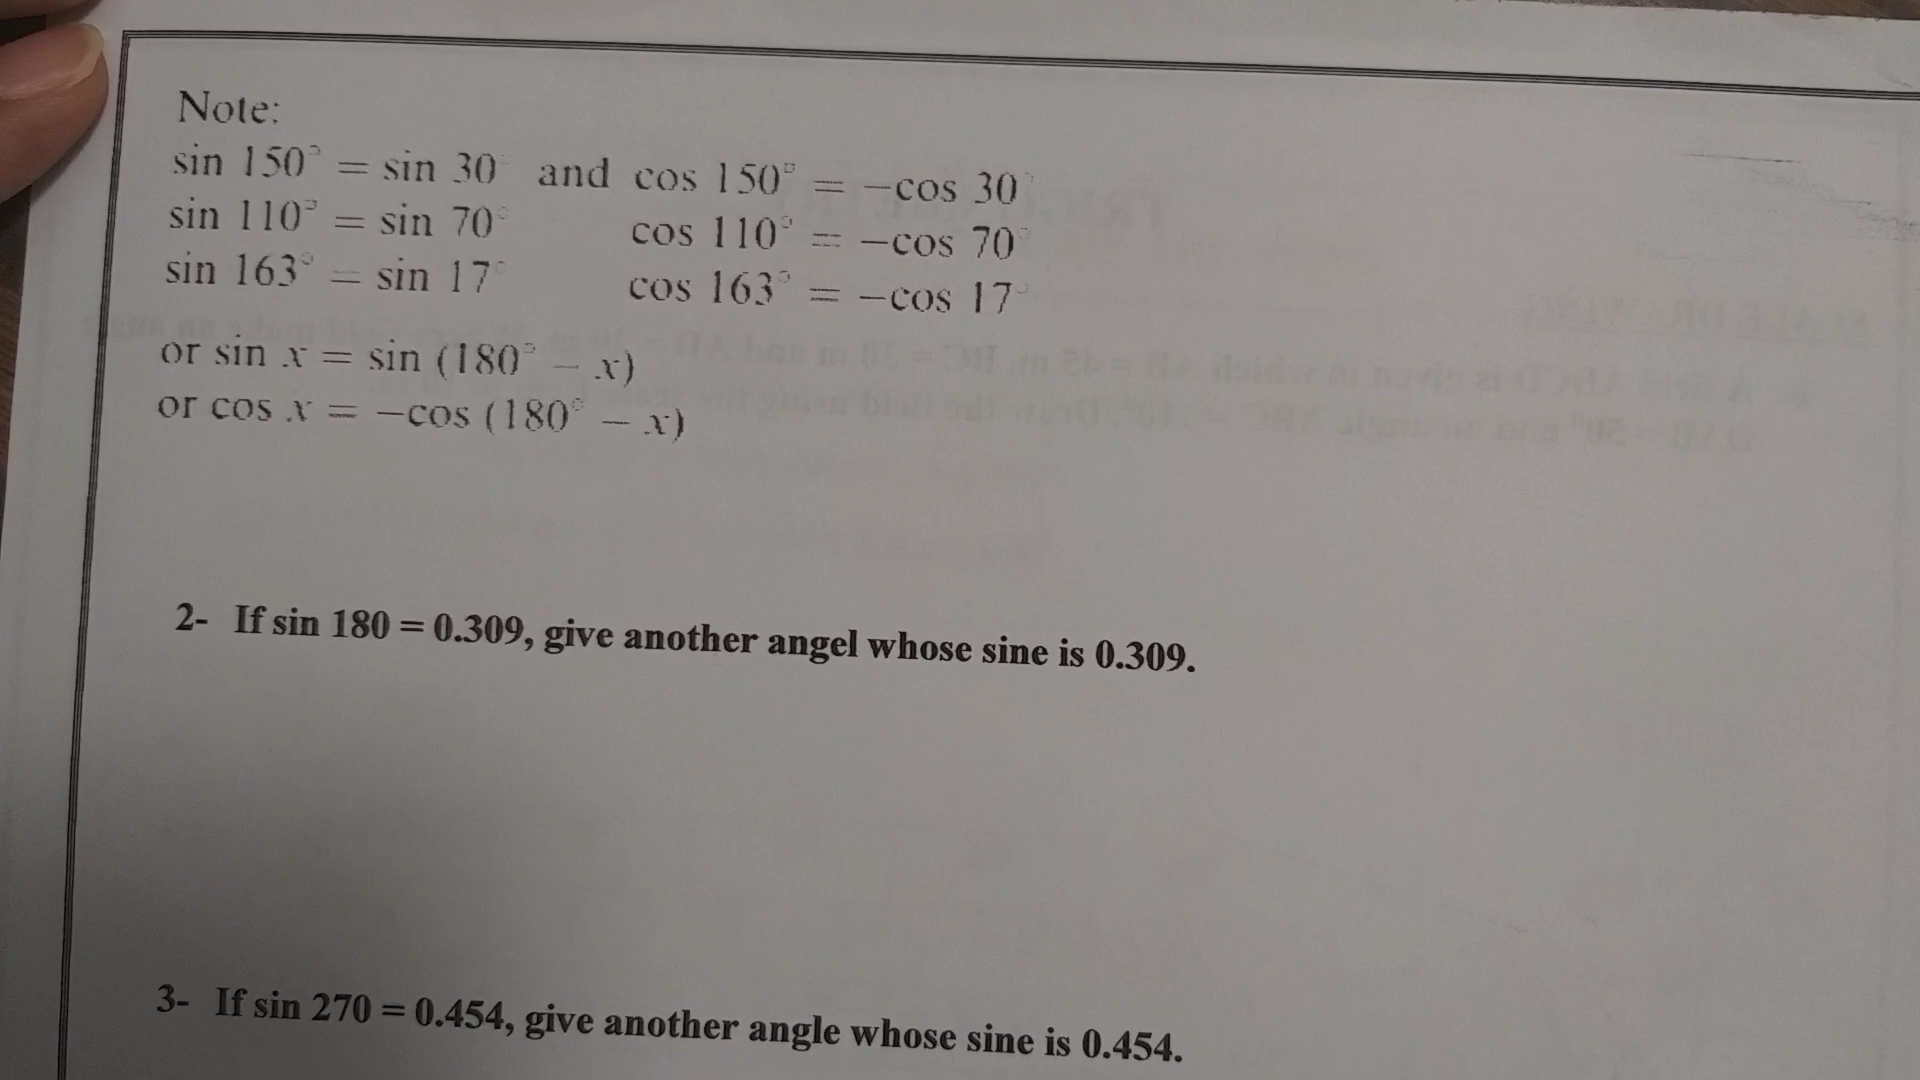 Note:
sin 150° = sin 30° and cos 150° = −cos 30°
sin 110° = sin 70° cos 110° = −cos 70°
sin 163° = sin 17° cos 163° = −cos 17°
or sin x = sin (180° − x)
or cos x = −cos (180° − x)
2- If sin 180 = 0.309, give another angel whose sine is 0.309.
3- If sin 270 = 0.454, give another angle whose sine is 0.454.